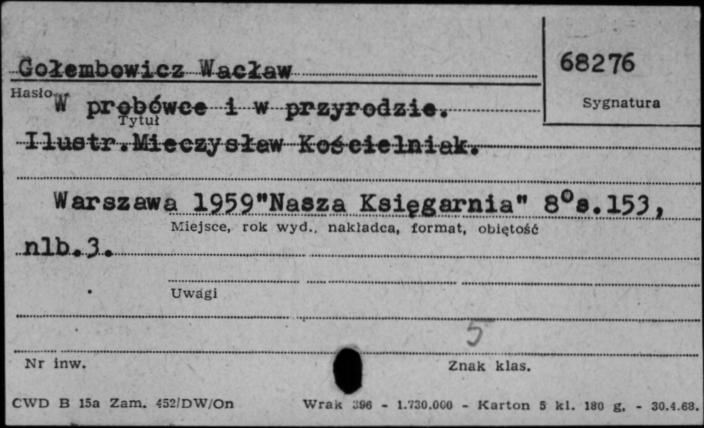 Gołembowicz Wacław
68276
Hasło
W probówce i w przyrodzie.
Sygnatura
Tytuł
Ilustr.Mieczysław Kościelniak.
Warszawa 1959"Nasza Księgarnia" 8°s.153,
Miejsce, rok wyd., nakładca, format, objętość
nlb.3.
Uwagi
5
Nr inw.
Znak klas.
CWD B 15a Zam. 452/DW/On Wrak 396 - 1.730.000 - Karton 5 kl. 180 g. - 30.4.68.